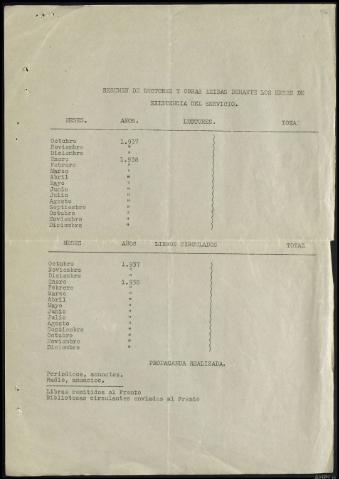 RESUMEN DE LECTORES Y OBRAS LEIDAS DURANTE LOS MESES DE
EXISTENCIA DEL SERVICIO.
MESES. AÑOS. LECTORES. TOTAL
Octubre 1.937
Noviembre "
Diciembre "
Enero 1.938
Febrero "
Marzo "
Abril "
Mayo "
Junio "
Julio "
Agosto "
Septiembre "
Octubre "
Noviembre "
Diciembre "
MESES AÑOS LIBROS CIRCULADOS TOTAL
Octubre 1.937
Noviembre "
Diciembre "
Enero 1.938
Febrero "
Marzo "
Abril "
Mayo "
Junio "
Julio "
Agosto "
Septiembre "
Octubre "
Noviembre "
Diciembre "
PROPAGANDA REALIZADA.
Periodicos, anuncios.
Radio, anuncios.
Libros remitidos al Frente
Bibliotecas circulantes enviadas al Frente